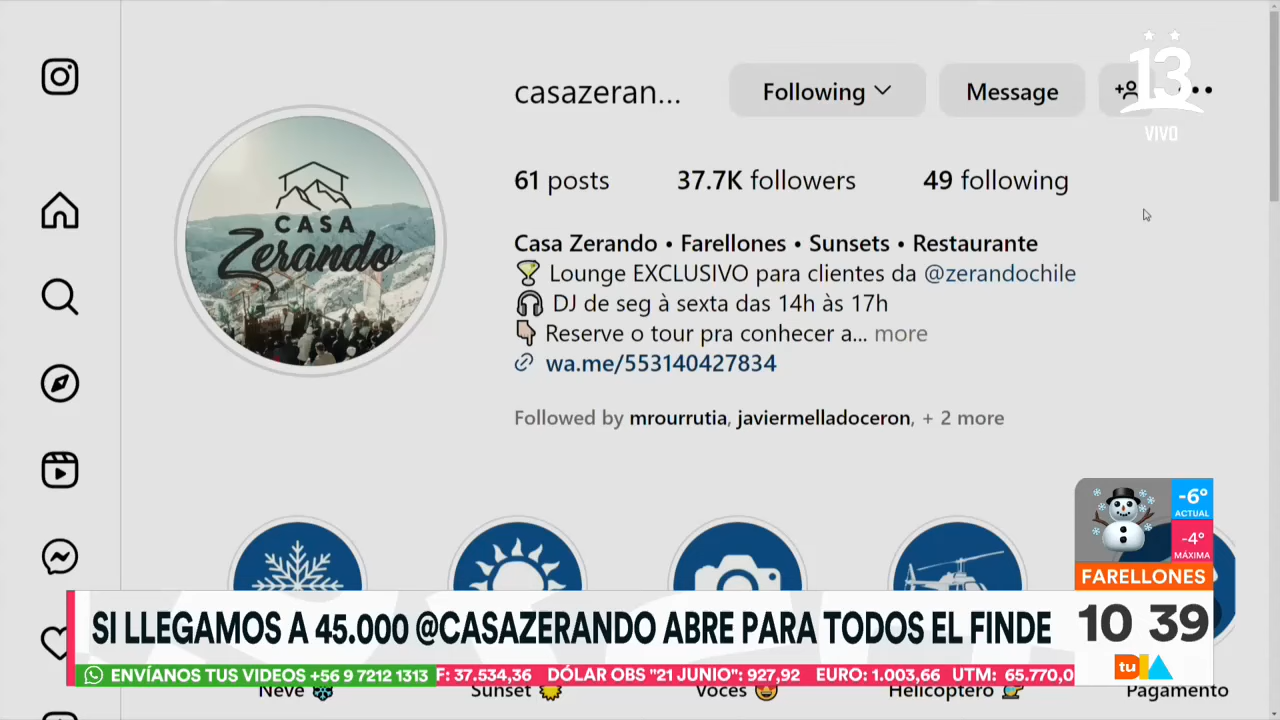 casazeran...
Following
Message
13
VIVO
61 posts
37.7K followers
49 following
CASA
Zerando
Casa Zerando • Farellones • Sunsets • Restaurante
🍸 Lounge EXCLUSIVO para clientes da @zerandochile
🎧 DJ de seg à sexta das 14h às 17h
👇 Reserve o tour pra conhecer a... more
wa.me/553140427834
Followed by mrourrutia, javiermelladoceron, + 2 more
-6°
ACTUAL
-4°
MÁXIMA
FARELLONES
SI LLEGAMOS A 45.000 @CASAZERANDO ABRE PARA TODOS EL FINDE
10 39
ENVÍANOS TUS VIDEOS +56 9 7212 1313
F: 37.534,36 DÓLAR OBS "21 JUNIO": 927,92 EURO: 1.003,66 UTM: 65.770,0
tu DIA
Neve ❄️
Sunset ☀️
Voces 😍
Helicoptero 🚁
Pagamento